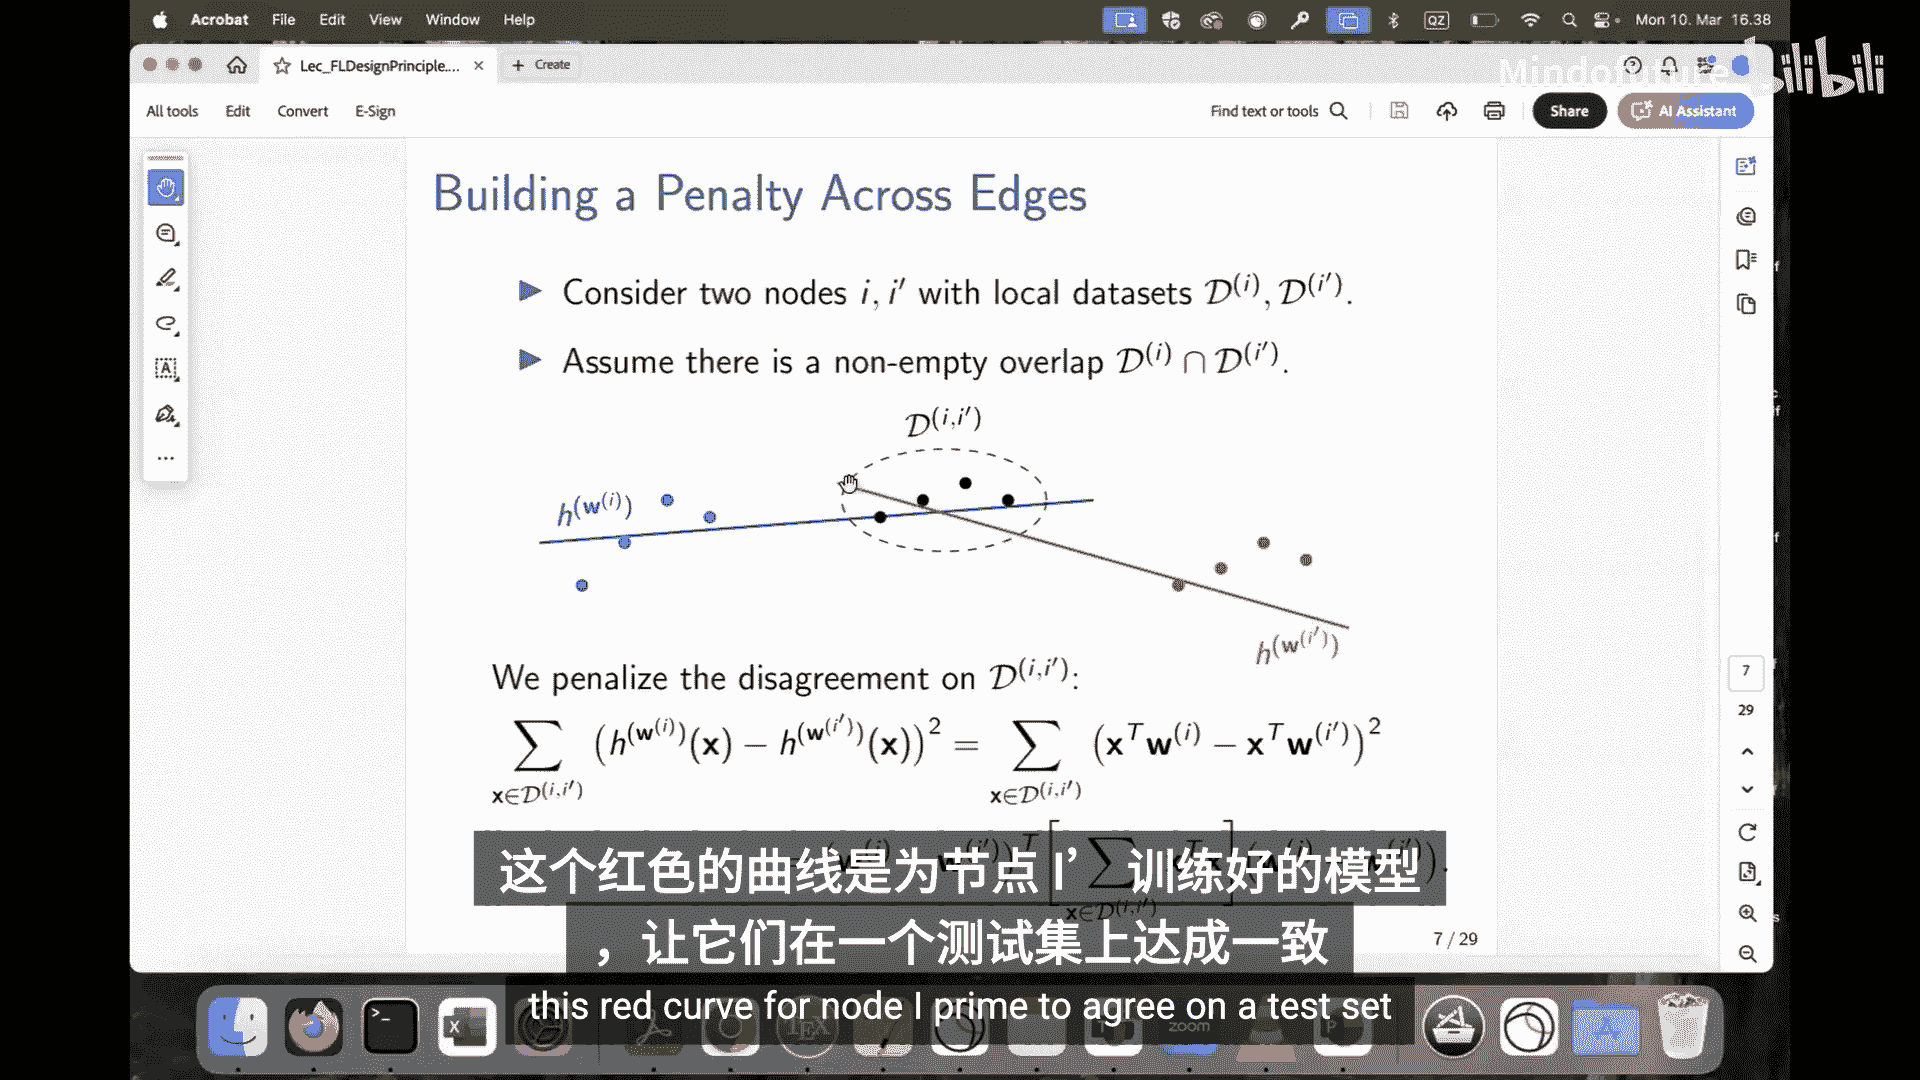 Acrobat File Edit View Window Help
QZ Mon 10. Mar 16.38
Lec_FLDesignPrinciple.... × + Create
Mindofuture bilibili
All tools Edit Convert E-Sign
Find text or tools Share AI Assistant
Building a Penalty Across Edges
Consider two nodes i, i′ with local datasets 𝒟^(i), 𝒟^(i′).
Assume there is a non-empty overlap 𝒟^(i) ∩ 𝒟^(i′).
𝒟^(i,i′)
h^(w^(i))
h^(w^(i′))
We penalize the disagreement on 𝒟^(i,i′):
∑_{x∈𝒟^(i,i′)} (h^(w^(i))(x) − h^(w^(i′))(x))² = ∑_{x∈𝒟^(i,i′)} (x^T w^(i) − x^T w^(i′))²
7
29
这个红色的曲线是为节点 I’ 训练好的模型
，让它们在一个测试集上达成一致
7 / 29
this red curve for node I prime to agree on a test set
zoom